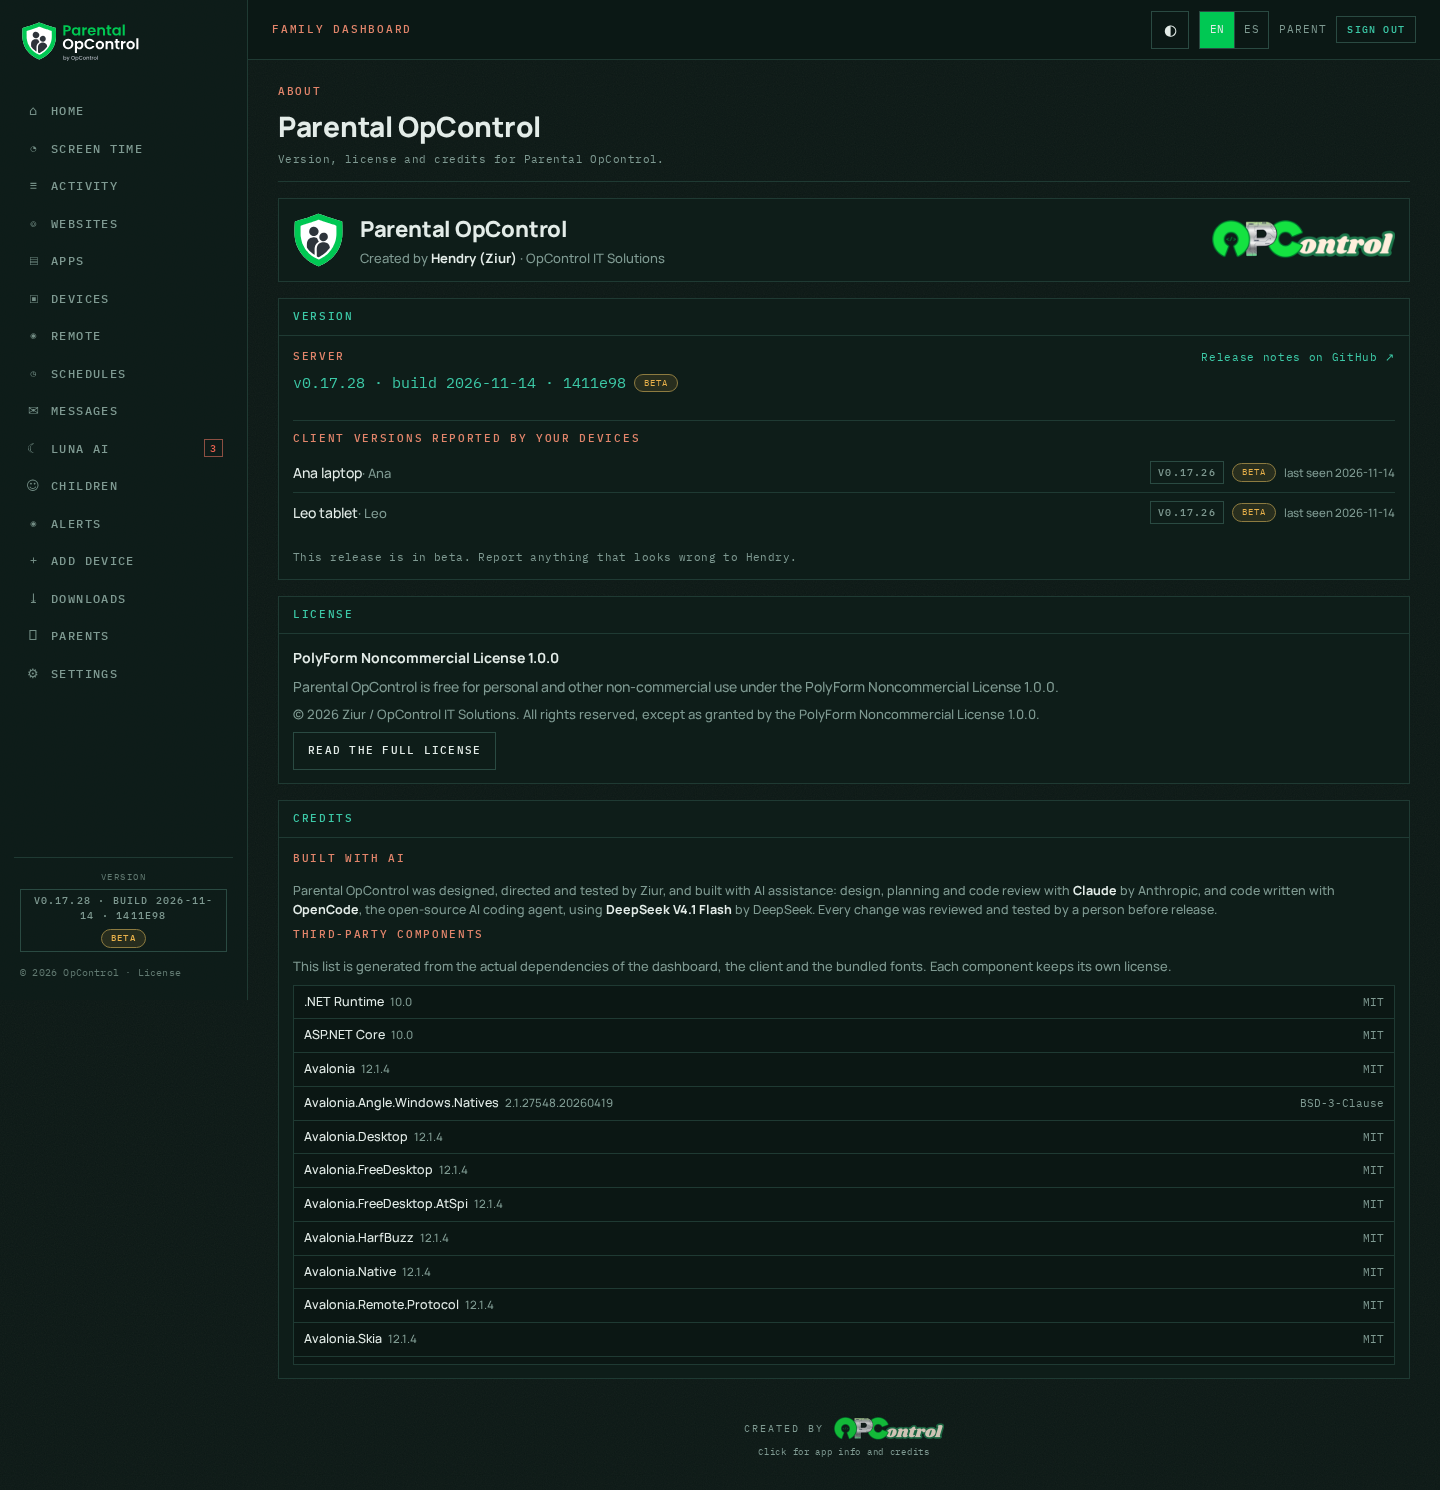 Parental
OpControl
by OpControl
HOME
SCREEN TIME
ACTIVITY
WEBSITES
APPS
DEVICES
REMOTE
SCHEDULES
MESSAGES
LUNA AI 3
CHILDREN
ALERTS
ADD DEVICE
DOWNLOADS
PARENTS
SETTINGS
VERSION
V0.17.28 · BUILD 2026-11-
14 · 1411E98
BETA
© 2026 OpControl · License
FAMILY DASHBOARD
EN ES PARENT SIGN OUT
ABOUT
Parental OpControl
Version, license and credits for Parental OpControl.
Parental OpControl
Created by Hendry (Ziur) · OpControl IT Solutions
OPControl
VERSION
SERVER
Release notes on GitHub ↗
v0.17.28 · build 2026-11-14 · 1411e98 BETA
CLIENT VERSIONS REPORTED BY YOUR DEVICES
Ana laptop · Ana V0.17.26 BETA last seen 2026-11-14
Leo tablet · Leo V0.17.26 BETA last seen 2026-11-14
This release is in beta. Report anything that looks wrong to Hendry.
LICENSE
PolyForm Noncommercial License 1.0.0
Parental OpControl is free for personal and other non-commercial use under the PolyForm Noncommercial License 1.0.0.
© 2026 Ziur / OpControl IT Solutions. All rights reserved, except as granted by the PolyForm Noncommercial License 1.0.0.
READ THE FULL LICENSE
CREDITS
BUILT WITH AI
Parental OpControl was designed, directed and tested by Ziur, and built with AI assistance: design, planning and code review with Claude by Anthropic, and code written with
OpenCode, the open-source AI coding agent, using DeepSeek V4.1 Flash by DeepSeek. Every change was reviewed and tested by a person before release.
THIRD-PARTY COMPONENTS
This list is generated from the actual dependencies of the dashboard, the client and the bundled fonts. Each component keeps its own license.
.NET Runtime 10.0 MIT
ASP.NET Core 10.0 MIT
Avalonia 12.1.4 MIT
Avalonia.Angle.Windows.Natives 2.1.27548.20260419 BSD-3-Clause
Avalonia.Desktop 12.1.4 MIT
Avalonia.FreeDesktop 12.1.4 MIT
Avalonia.FreeDesktop.AtSpi 12.1.4 MIT
Avalonia.HarfBuzz 12.1.4 MIT
Avalonia.Native 12.1.4 MIT
Avalonia.Remote.Protocol 12.1.4 MIT
Avalonia.Skia 12.1.4 MIT
CREATED BY OPControl
Click for app info and credits